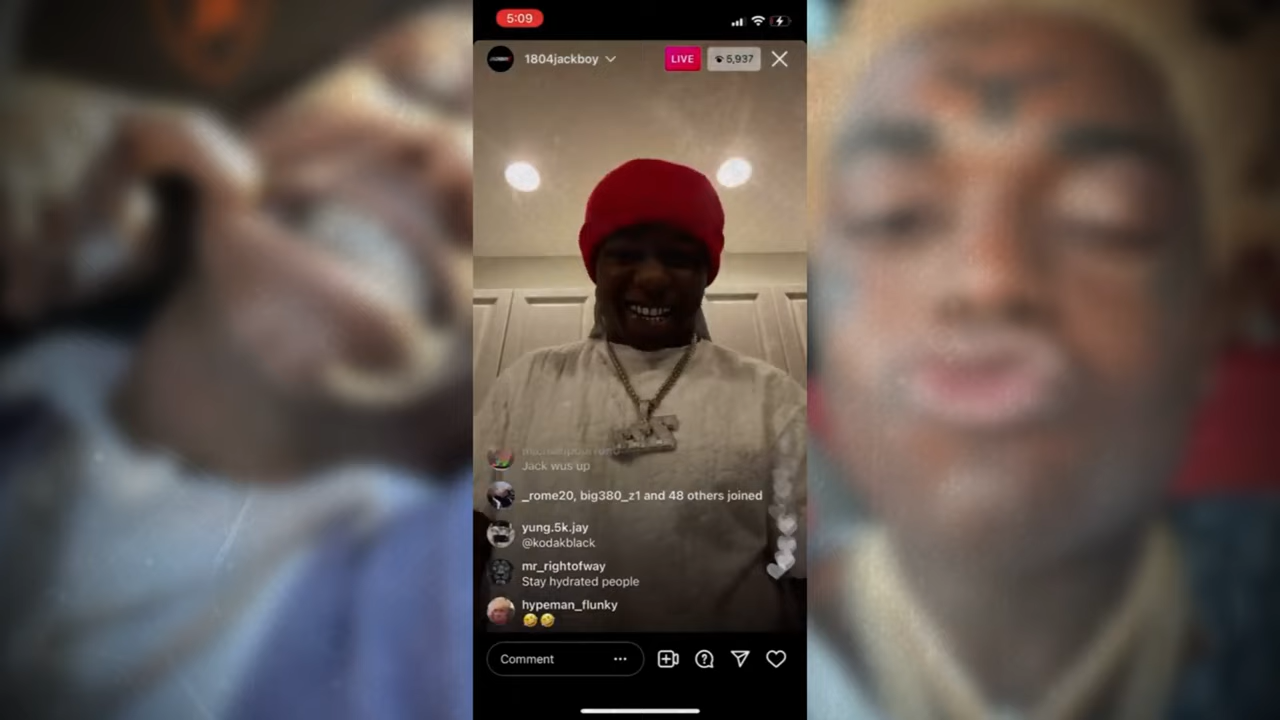 5:09
1804jackboy
LIVE
5,937
Jack wus up
_rome20, big380_z1 and 48 others joined
yung.5k.jay
@kodakblack
mr_rightofway
Stay hydrated people
hypeman_flunky
🤣🤣
Comment